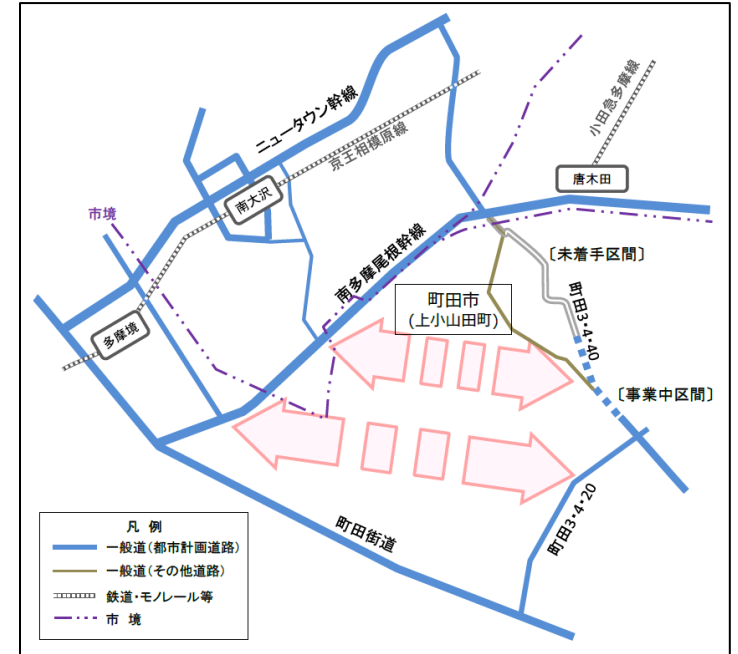 ニュータウン幹線
京王相模原線
小田急多摩線
唐木田
南大沢
市境
南多摩尾根幹線
〔未着手区間〕
町田市
(上小山田町)
町田3・4・40
多摩境
〔事業中区間〕
町田3・4・20
町田街道
凡 例
一般道(都市計画道路)
一般道(その他道路)
鉄道・モノレール等
市 境